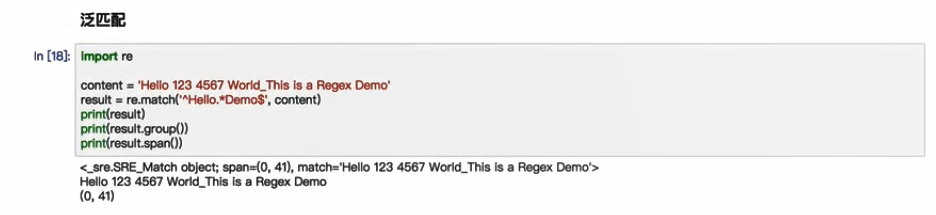 泛匹配
In [18]: import re
content = 'Hello 123 4567 World_This is a Regex Demo'
result = re.match('^Hello.*Demo$', content)
print(result)
print(result.group())
print(result.span())
<_sre.SRE_Match object; span=(0, 41), match='Hello 123 4567 World_This is a Regex Demo'>
Hello 123 4567 World_This is a Regex Demo
(0, 41)